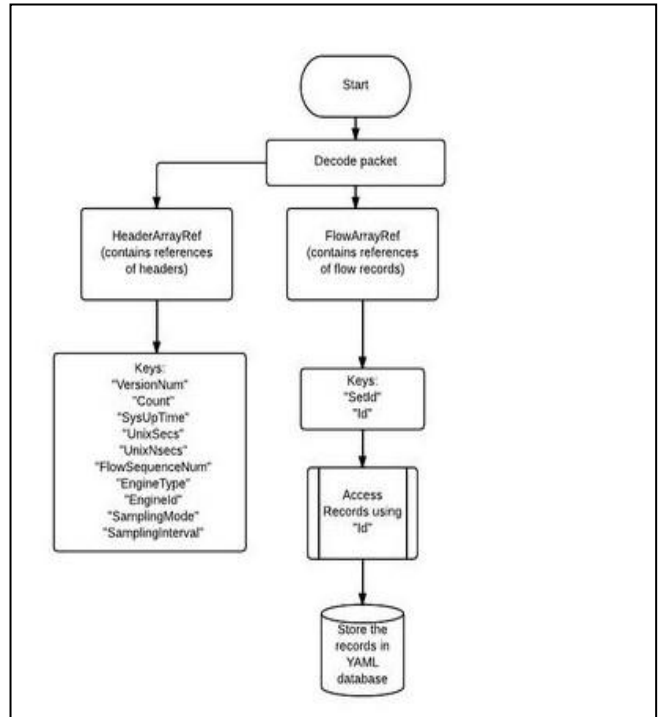 Start
Decode packet
HeaderArrayRef
(contains references
of headers)
FlowArrayRef
(contains references
of flow records)
Keys:
"VersionNum"
"Count"
"SysUpTime"
"UnixSecs"
"UnixNsecs"
"FlowSequenceNum"
"EngineType"
"EngineId"
"SamplingMode"
"SamplingInterval"
Keys:
"SetId"
"Id"
Access
Records using
"Id"
Store the
records in
YAML
database